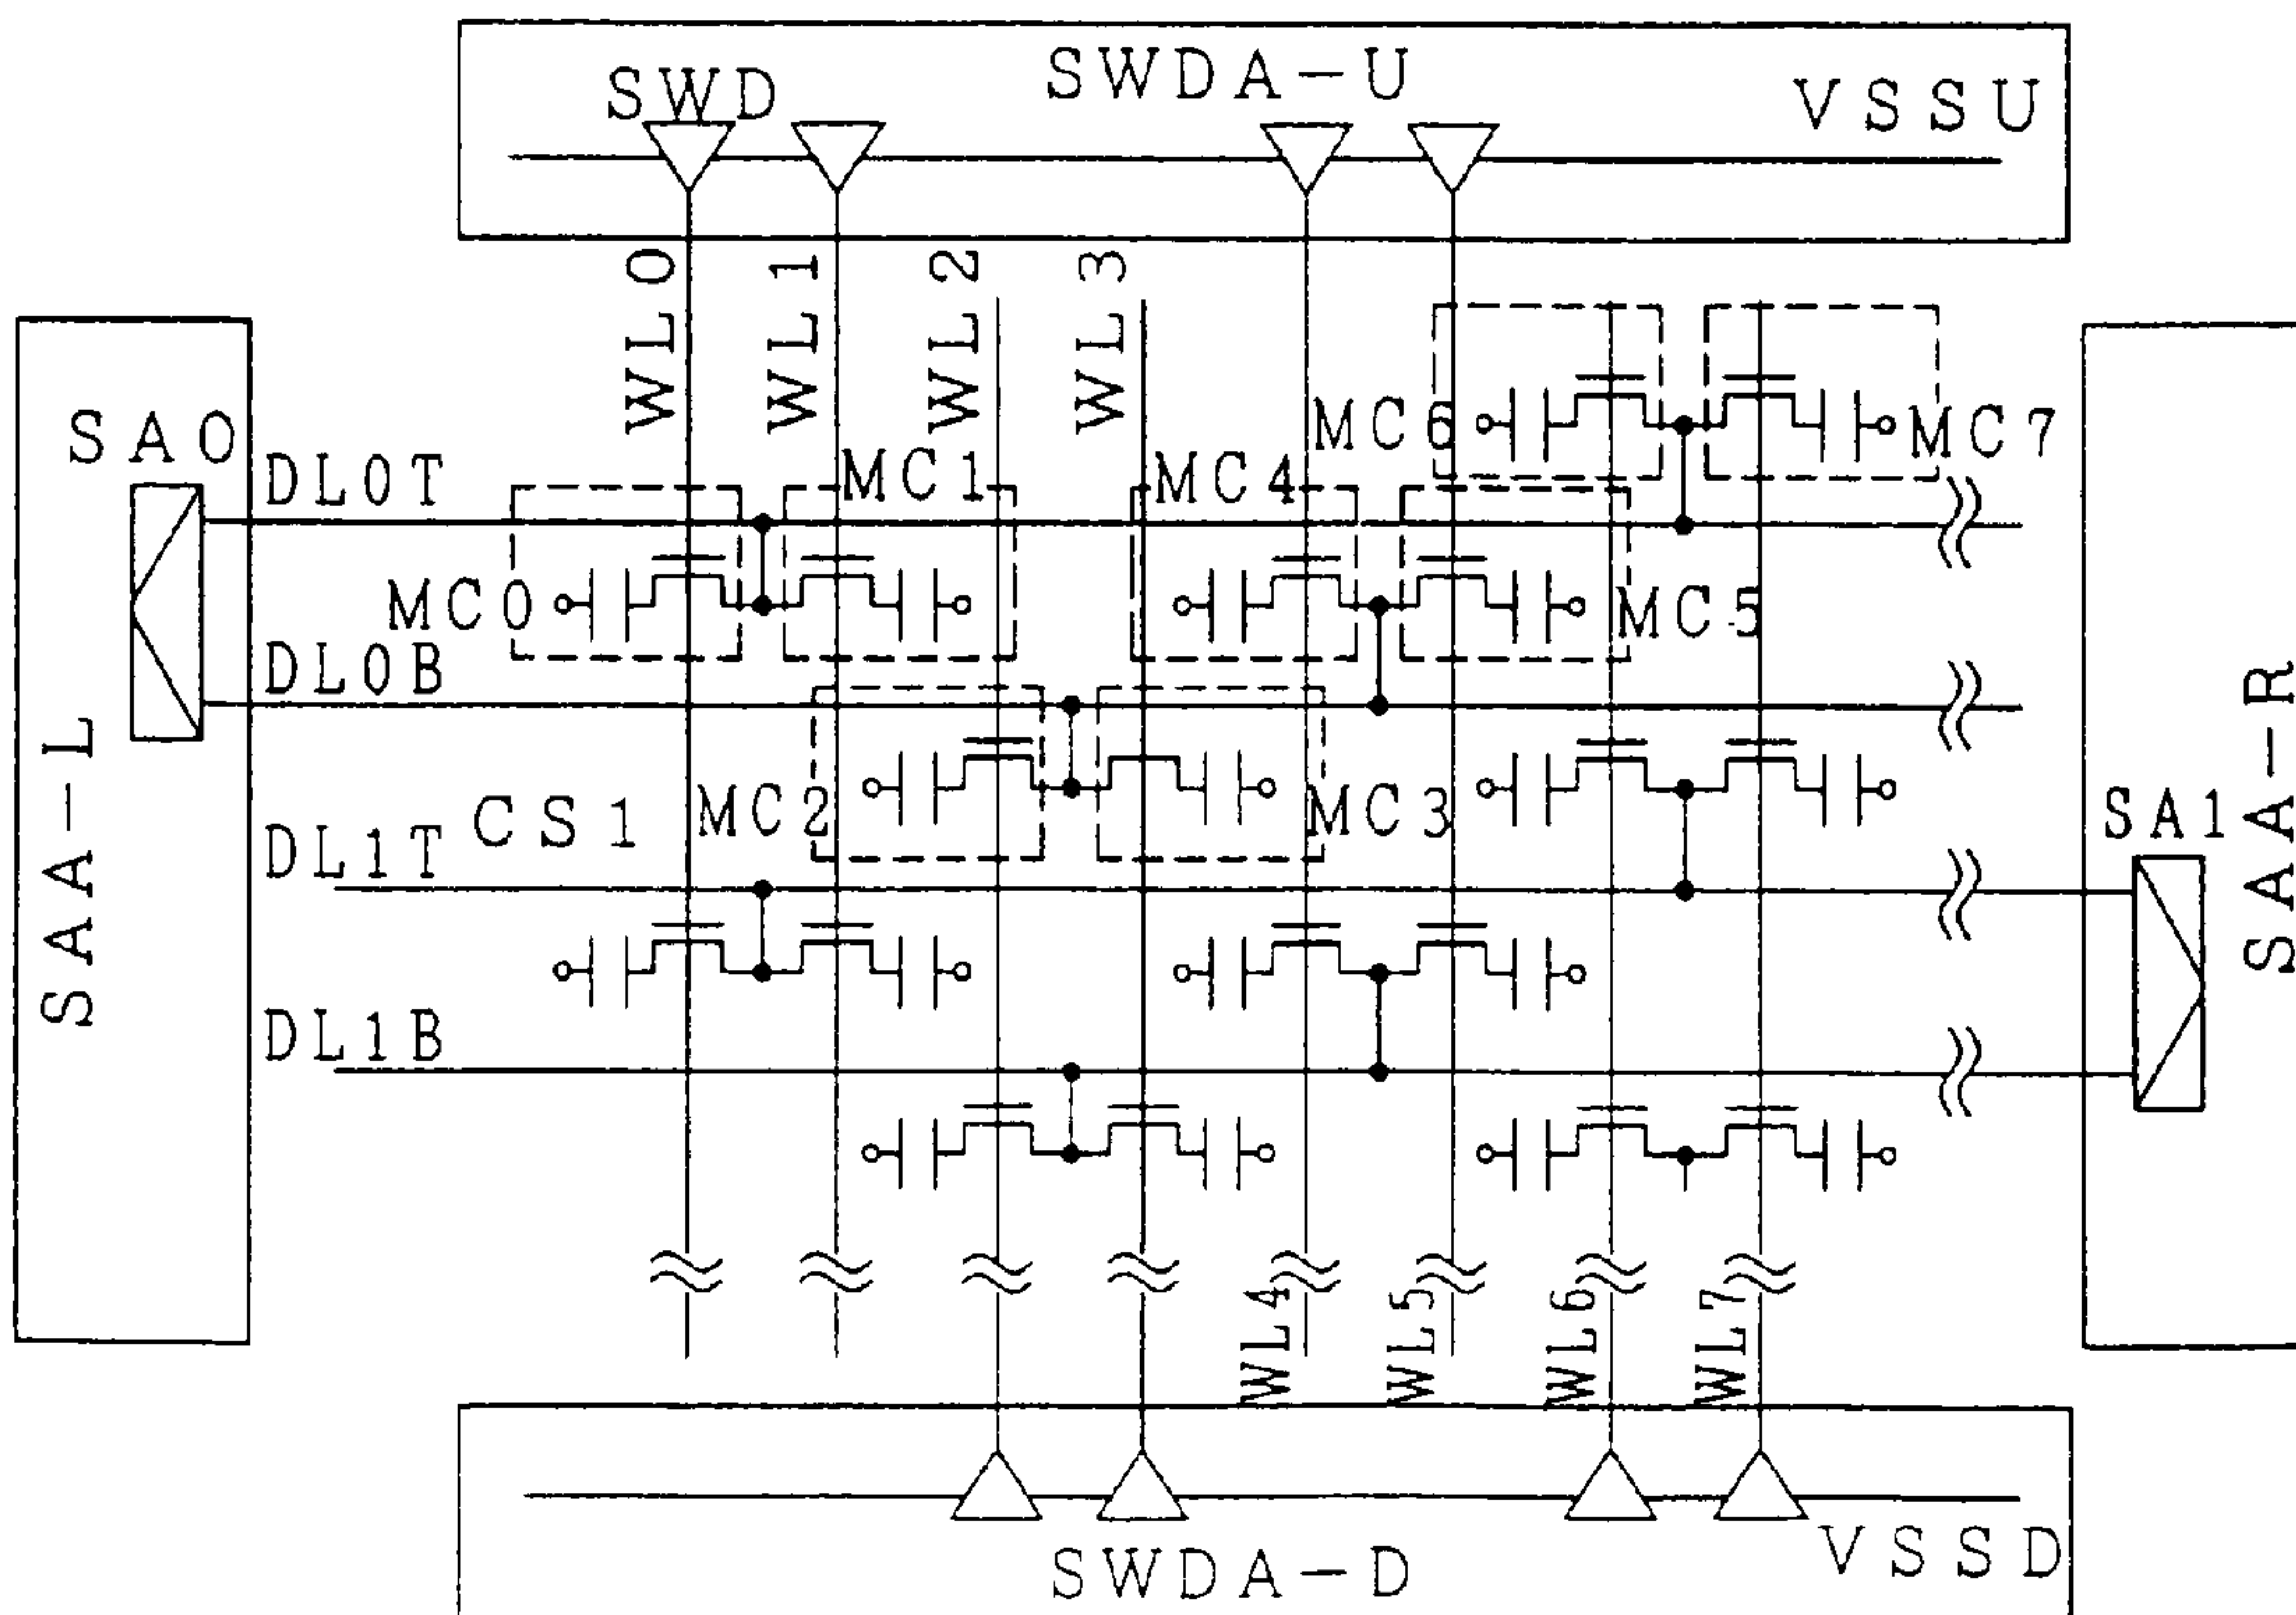 SWDA-U
SWD
VSSU
WL0
WL1
WL2
WL3
SA0
MC6
MC7
DL0T
MC1
MC4
MC0
MC5
DL0B
SAA-L
SAA-R
CS1
MC2
MC3
SA1
DL1T
DL1B
WL4
WL5
WL6
WL7
VSSD
SWDA-D